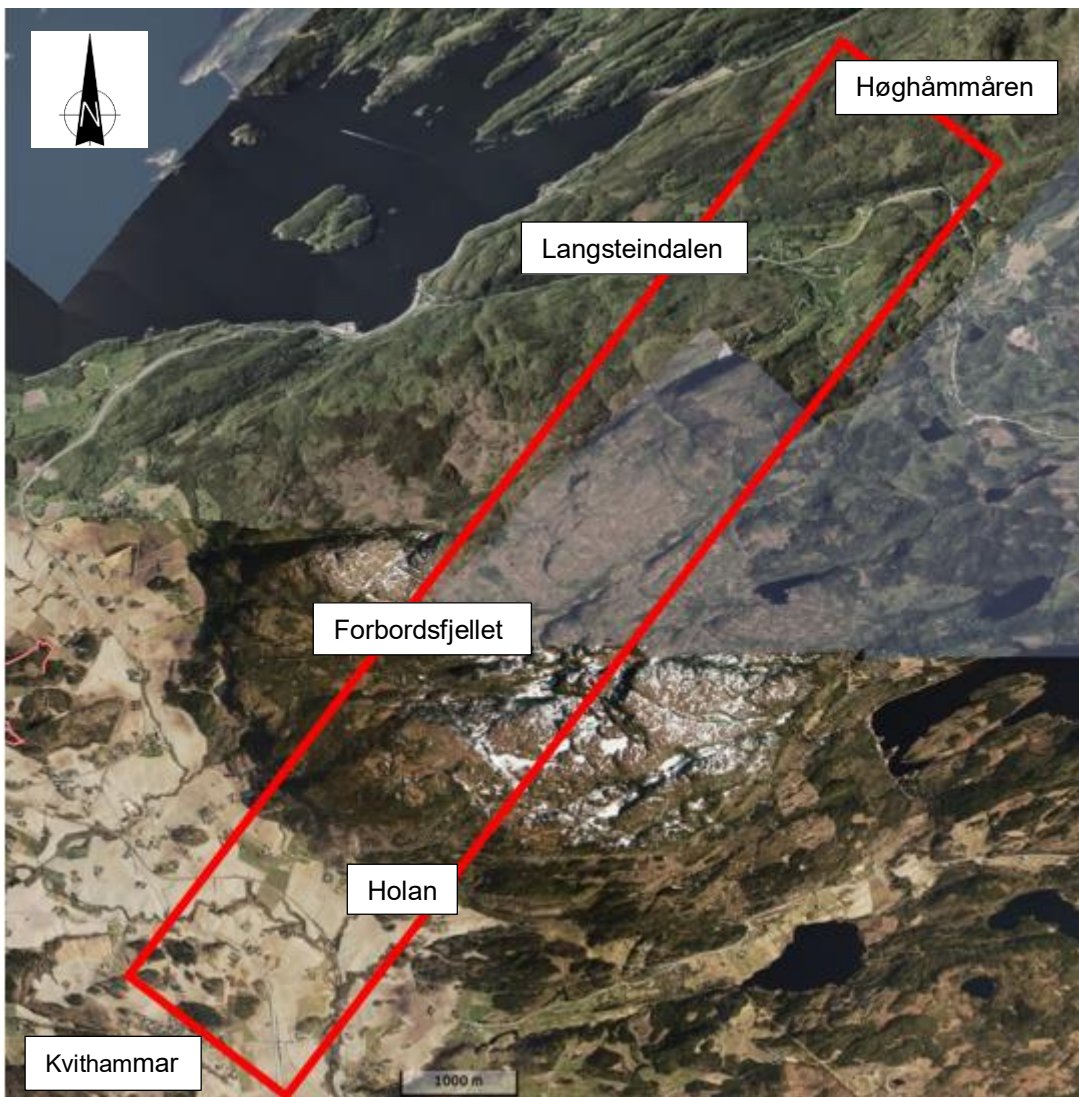 N
Høghåmmåren
Langsteindalen
Forbordsfjellet
Holan
Kvithammar
1000 m